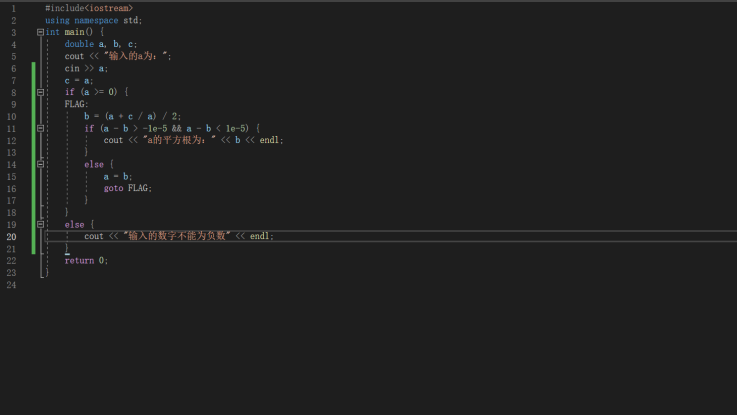 1 #include<iostream>
2 using namespace std;
3 int main() {
4 double a, b, c;
5 cout << "输入的a为：";
6 cin >> a;
7 c = a;
8 if (a >= 0) {
9 FLAG:
10 b = (a + c / a) / 2;
11 if (a - b > -1e-5 && a - b < 1e-5) {
12 cout << "a的平方根为：" << b << endl;
13 }
14 else {
15 a = b;
16 goto FLAG;
17 }
18 }
19 else {
20 cout << "输入的数字不能为负数" << endl;
21 }
22 return 0;
23 }
24